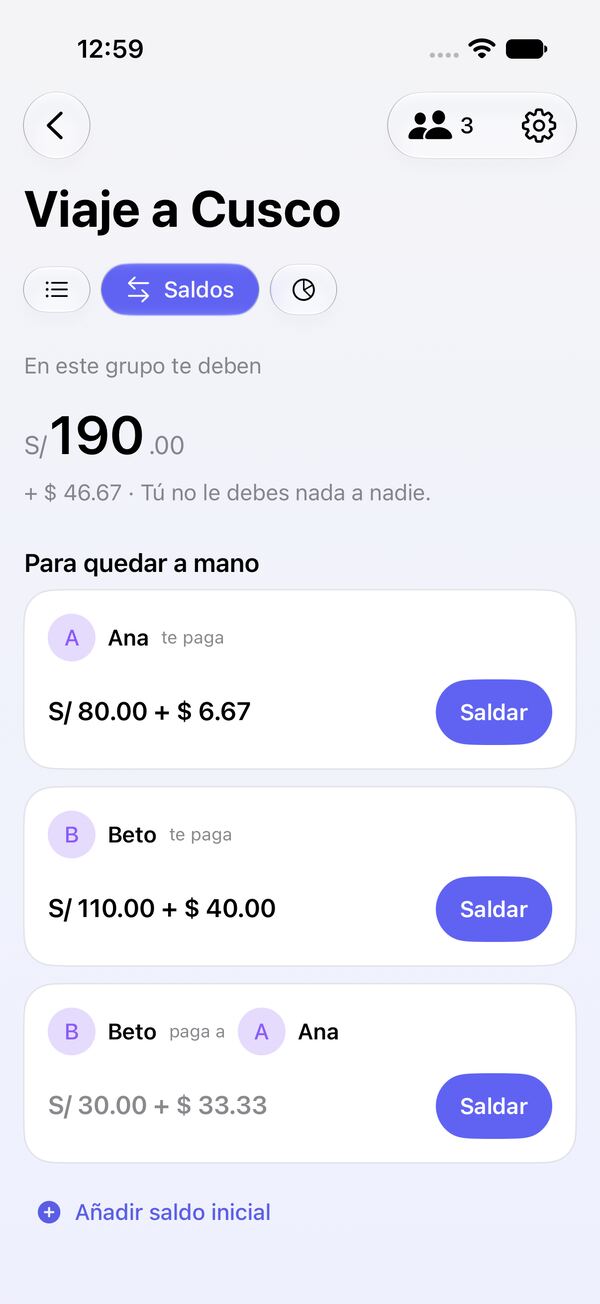 12:59
3
Viaje a Cusco
Saldos
En este grupo te deben
S/190.00
+ $ 46.67 · Tú no le debes nada a nadie.
Para quedar a mano
A Ana te paga
S/ 80.00 + $ 6.67
Saldar
B Beto te paga
S/ 110.00 + $ 40.00
Saldar
B Beto paga a A Ana
S/ 30.00 + $ 33.33
Saldar
Añadir saldo inicial